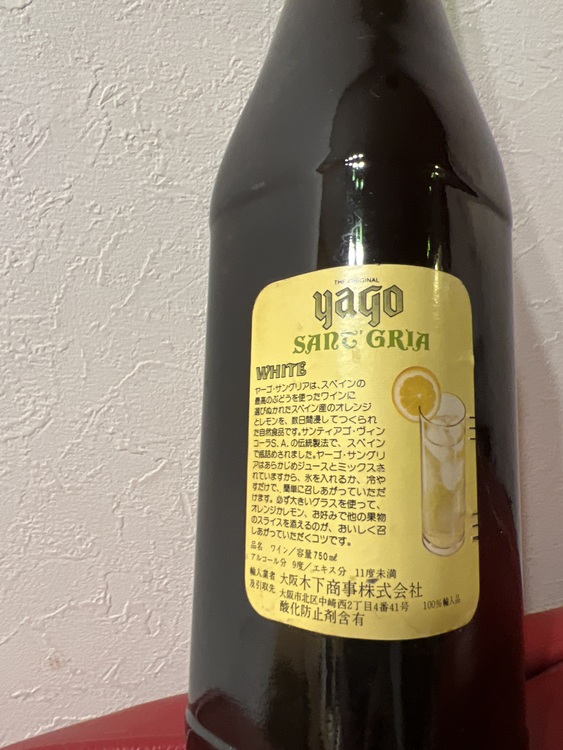 THE ORIGINAL
yago
SANT'GRIA
WHITE
ヤーゴ・サングリアは、スペインの
最高のぶどうを使ったワインに
選びぬかれたスペイン産のオレンジ
とレモンを、数日間浸してつくられ
た自然食品です。サンティアゴ・ヴィン
コーラS.A.の伝統製法で、スペイン
で瓶詰めされました。ヤーゴ・サングリ
アはあらかじめジュースとミックスさ
れていますから、氷を入れるか、冷や
すだけで、簡単に召しあがっていただ
けます。必ず大きいグラスを使って、
オレンジかレモン、お好みで他の果物
のスライスを添えるのが、おいしく召
しあがっていただくコツです。
品名 ワイン/容量750㎖
アルコール分 9度/エキス分 11度未満
輸入業者 大阪木下商事株式会社
及引取先 大阪市北区中崎西2丁目4番41号 100%輸入品
酸化防止剤含有